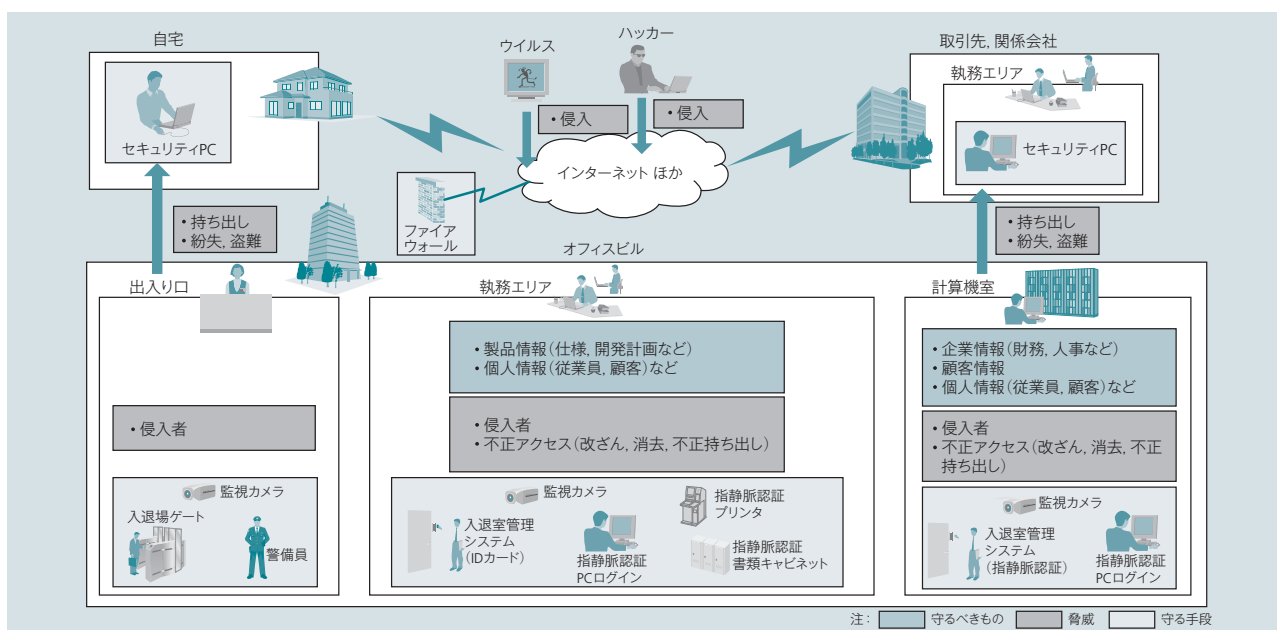 自宅
セキュリティPC
ウイルス
ハッカー
・侵入
・侵入
インターネット ほか
ファイア
ウォール
取引先, 関係会社
執務エリア
セキュリティPC
・持ち出し
・紛失, 盗難
・持ち出し
・紛失, 盗難
オフィスビル
出入り口
・侵入者
監視カメラ
入退場ゲート
警備員
執務エリア
・製品情報(仕様, 開発計画など)
・個人情報(従業員, 顧客)など
・侵入者
・不正アクセス(改ざん, 消去, 不正持ち出し)
監視カメラ
入退室管理
システム
(IDカード)
指静脈認証
PCログイン
指静脈認証
プリンタ
指静脈認証
書類キャビネット
計算機室
・企業情報(財務, 人事など)
・顧客情報
・個人情報(従業員, 顧客)など
・侵入者
・不正アクセス(改ざん, 消去, 不正
持ち出し)
監視カメラ
入退室管理
システム
(指静脈認証)
指静脈認証
PCログイン
注: 守るべきもの 脅威 守る手段